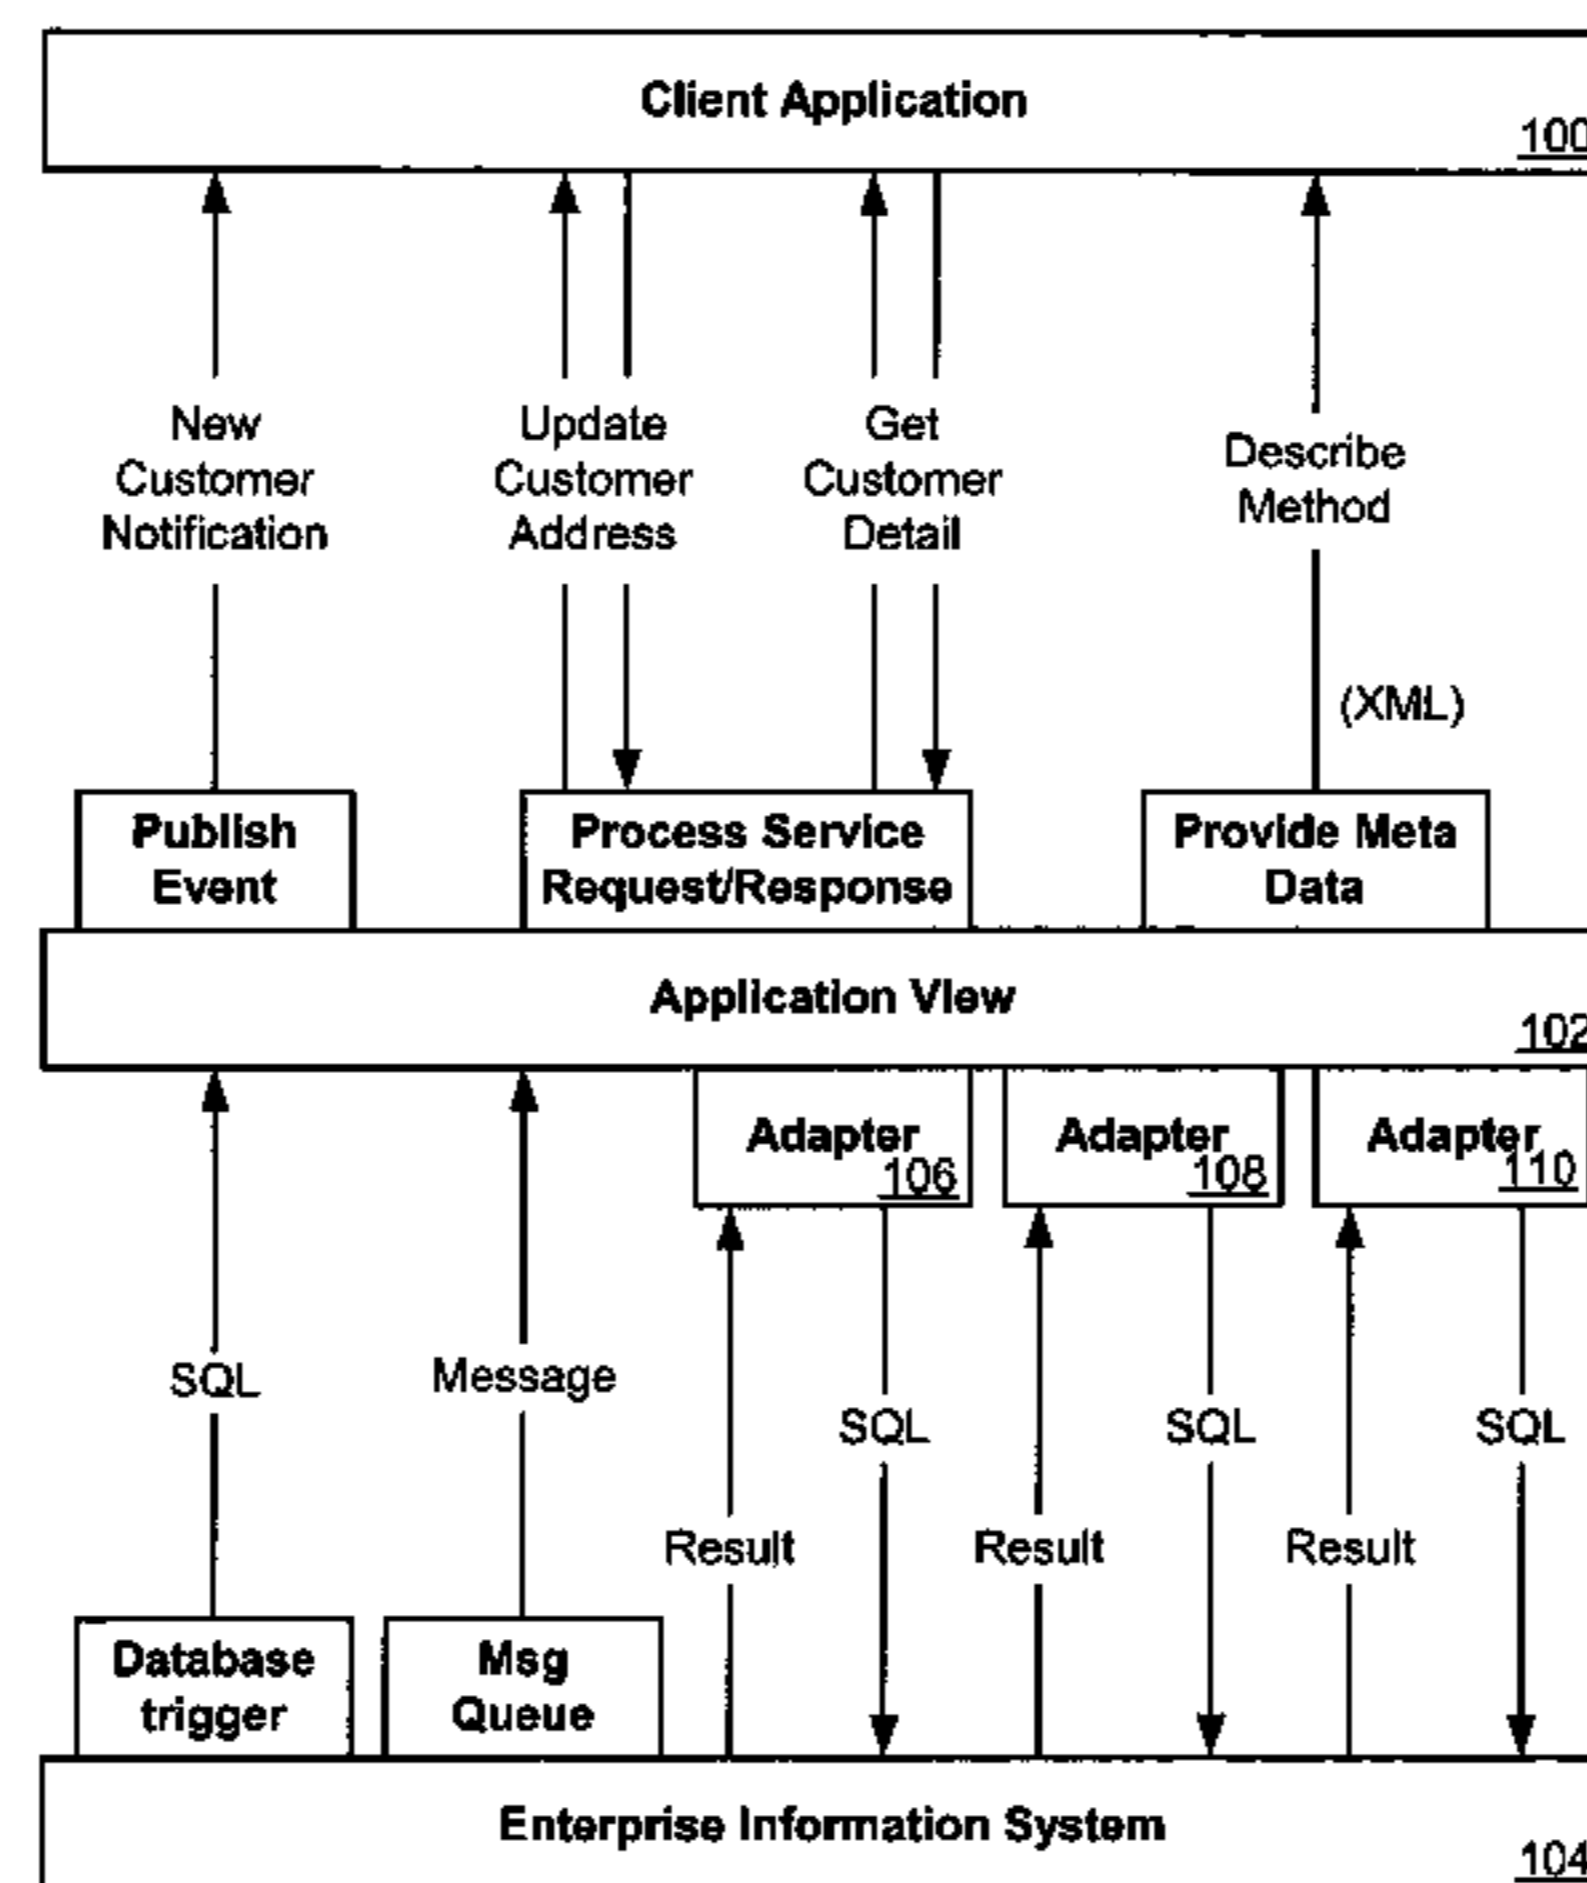 Client Application
100
New
Customer
Notification
Update
Customer
Address
Get
Customer
Detail
Describe
Method
(XML)
Publish
Event
Process Service
Request/Response
Provide Meta
Data
Application View
102
Adapter
106
Adapter
108
Adapter
110
SQL
Message
SQL
SQL
SQL
Result
Result
Result
Database
trigger
Msg
Queue
Enterprise Information System
104